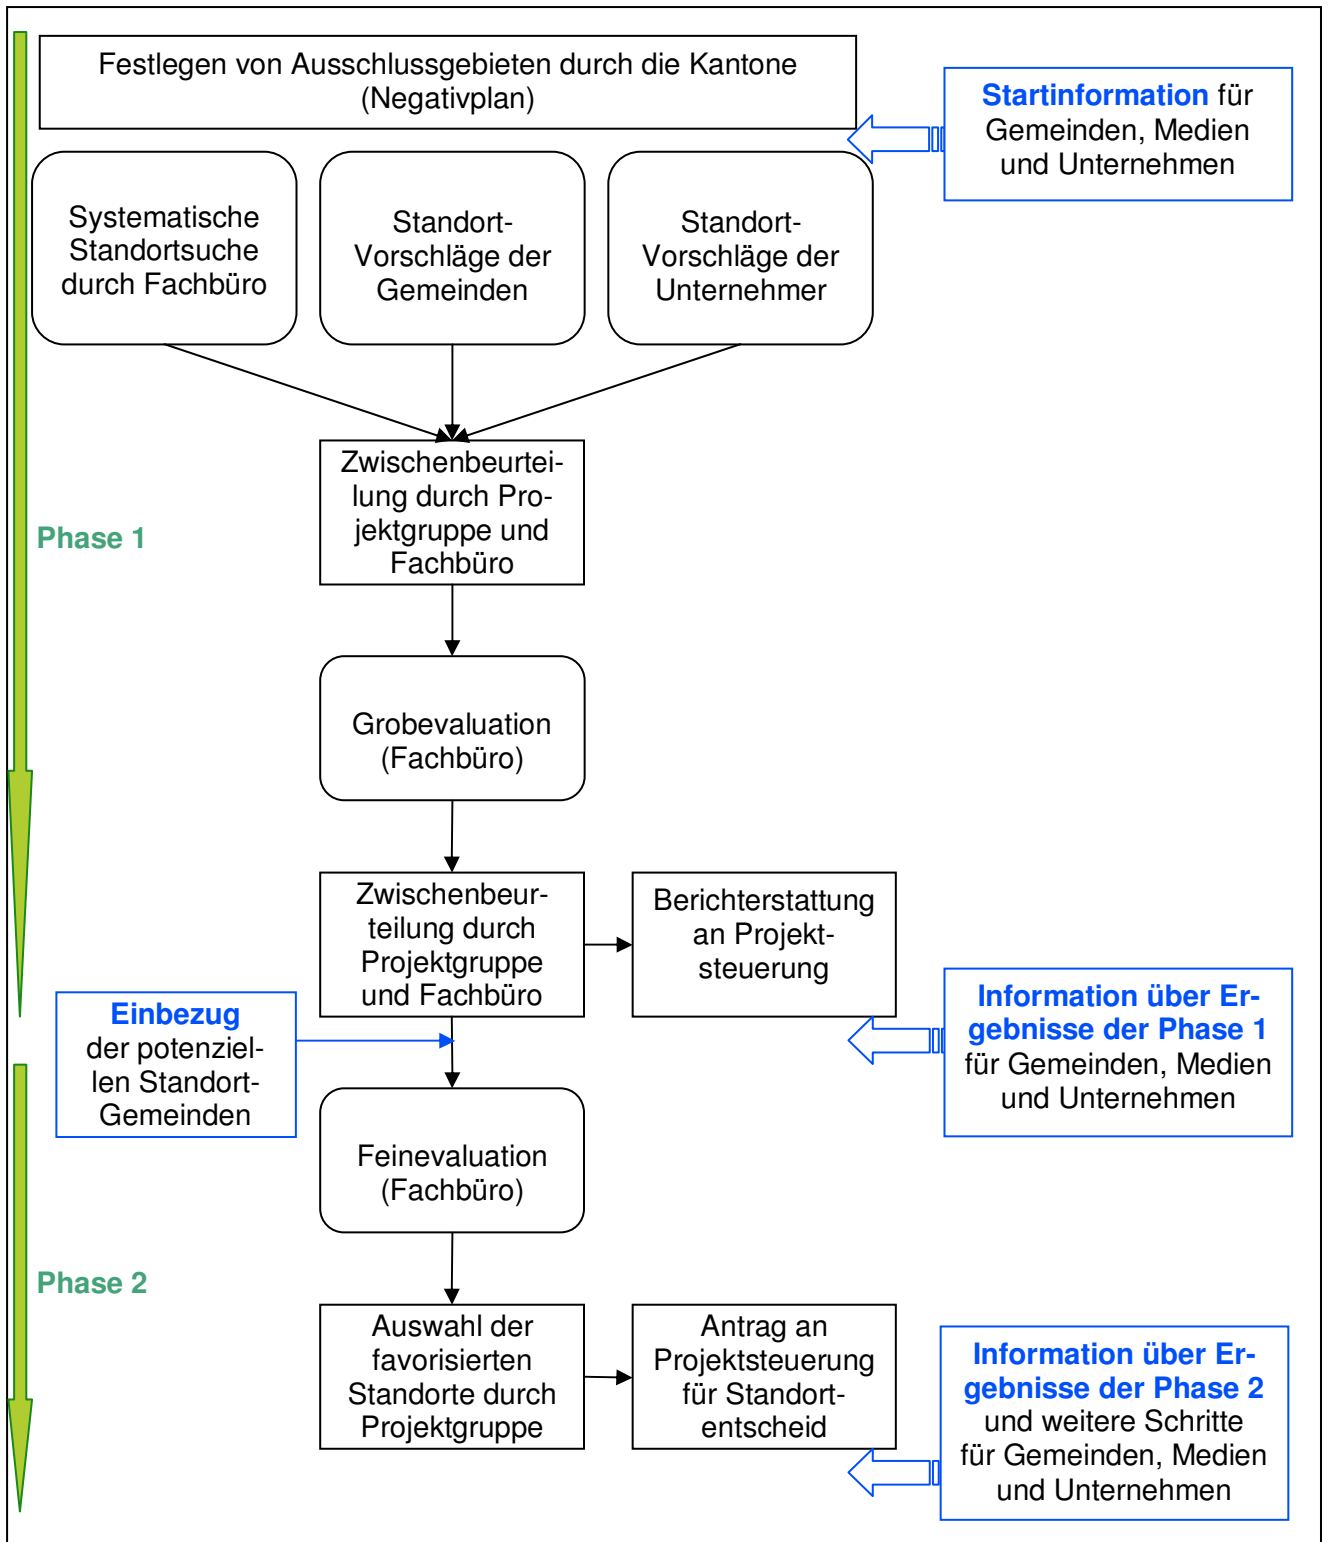 Festlegen von Ausschlussgebieten durch die Kantone
(Negativplan)
Startinformation für
Gemeinden, Medien
und Unternehmen
Systematische
Standortsuche
durch Fachbüro
Standort-
Vorschläge der
Gemeinden
Standort-
Vorschläge der
Unternehmer
Zwischenbeurtei-
lung durch Pro-
jektgruppe und
Fachbüro
Phase 1
Grobevaluation
(Fachbüro)
Zwischenbeur-
teilung durch
Projektgruppe
und Fachbüro
Berichterstattung
an Projekt-
steuerung
Einbezug
der potenziel-
len Standort-
Gemeinden
Information über Er-
gebnisse der Phase 1
für Gemeinden, Medien
und Unternehmen
Feinevaluation
(Fachbüro)
Phase 2
Auswahl der
favorisierten
Standorte durch
Projektgruppe
Antrag an
Projektsteuerung
für Standort-
entscheid
Information über Er-
gebnisse der Phase 2
und weitere Schritte
für Gemeinden, Medien
und Unternehmen